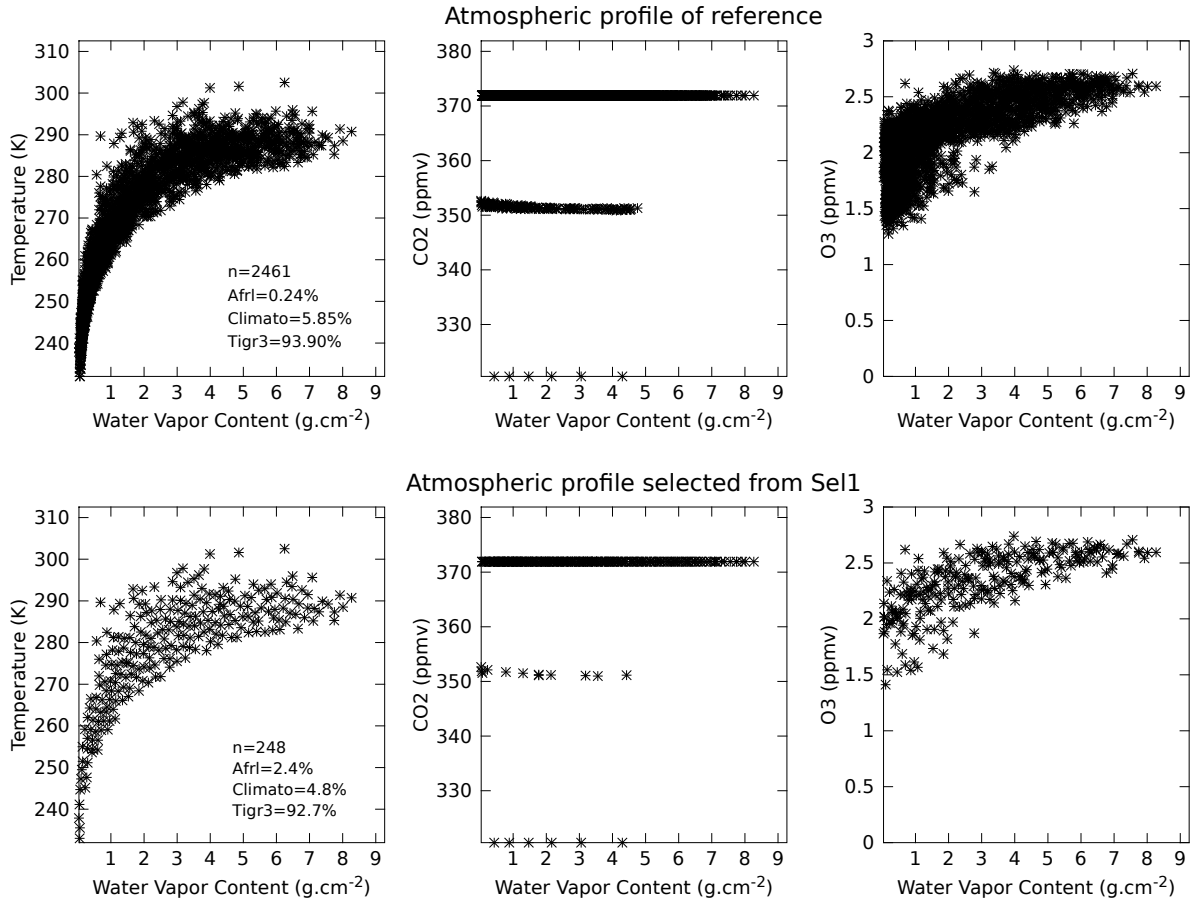 Atmospheric profile of reference
310
300
290
280
270
260
250
240
Temperature (K)
n=2461
Afrl=0.24%
Climato=5.85%
Tigr3=93.90%
1 2 3 4 5 6 7 8 9
Water Vapor Content (g.cm-2)
380
370
360
350
340
330
CO2 (ppmv)
1 2 3 4 5 6 7 8 9
Water Vapor Content (g.cm-2)
3
2.5
2
1.5
1
0.5
0
O3 (ppmv)
1 2 3 4 5 6 7 8 9
Water Vapor Content (g.cm-2)
Atmospheric profile selected from Sel1
310
300
290
280
270
260
250
240
Temperature (K)
n=248
Afrl=2.4%
Climato=4.8%
Tigr3=92.7%
1 2 3 4 5 6 7 8 9
Water Vapor Content (g.cm-2)
380
370
360
350
340
330
CO2 (ppmv)
1 2 3 4 5 6 7 8 9
Water Vapor Content (g.cm-2)
3
2.5
2
1.5
1
0.5
0
O3 (ppmv)
1 2 3 4 5 6 7 8 9
Water Vapor Content (g.cm-2)